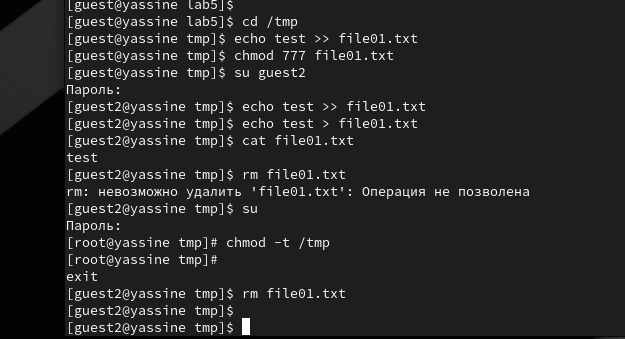 [guest@yassine lab5]$
[guest@yassine lab5]$ cd /tmp
[guest@yassine tmp]$ echo test >> file01.txt
[guest@yassine tmp]$ chmod 777 file01.txt
[guest@yassine tmp]$ su guest2
Пароль:
[guest2@yassine tmp]$ echo test >> file01.txt
[guest2@yassine tmp]$ echo test > file01.txt
[guest2@yassine tmp]$ cat file01.txt
test
[guest2@yassine tmp]$ rm file01.txt
rm: невозможно удалить 'file01.txt': Операция не позволена
[guest2@yassine tmp]$ su
Пароль:
[root@yassine tmp]# chmod -t /tmp
[root@yassine tmp]#
exit
[guest2@yassine tmp]$ rm file01.txt
[guest2@yassine tmp]$
[guest2@yassine tmp]$